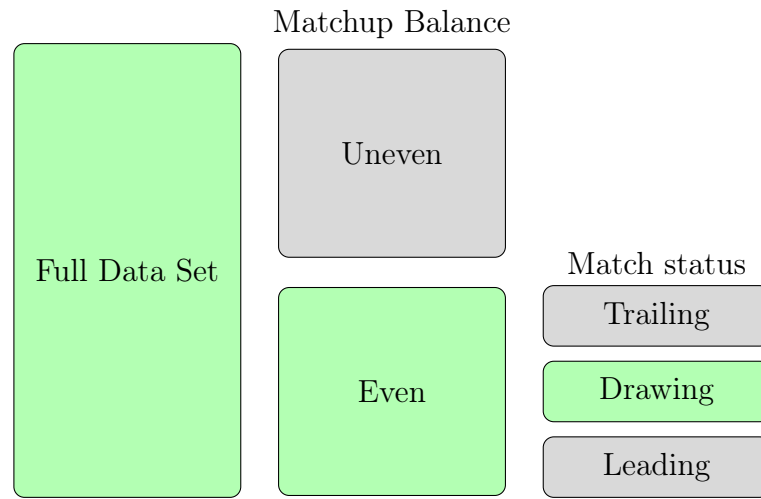 Full Data Set
Matchup Balance
Uneven
Even
Match status
Trailing
Drawing
Leading